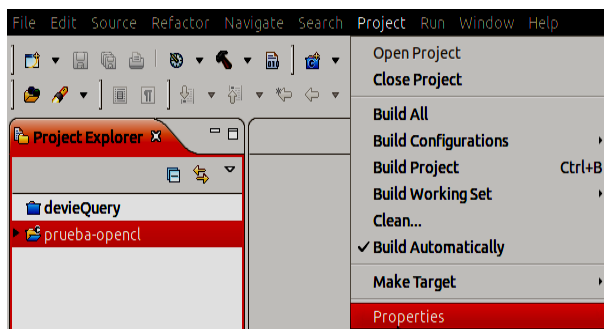 File Edit Source Refactor Navigate Search Project Run Window Help
Open Project
Close Project
Build All
Build Configurations
Build Project Ctrl+B
Build Working Set
Clean...
Build Automatically
Make Target
Properties
Project Explorer
devieQuery
prueba-opencl